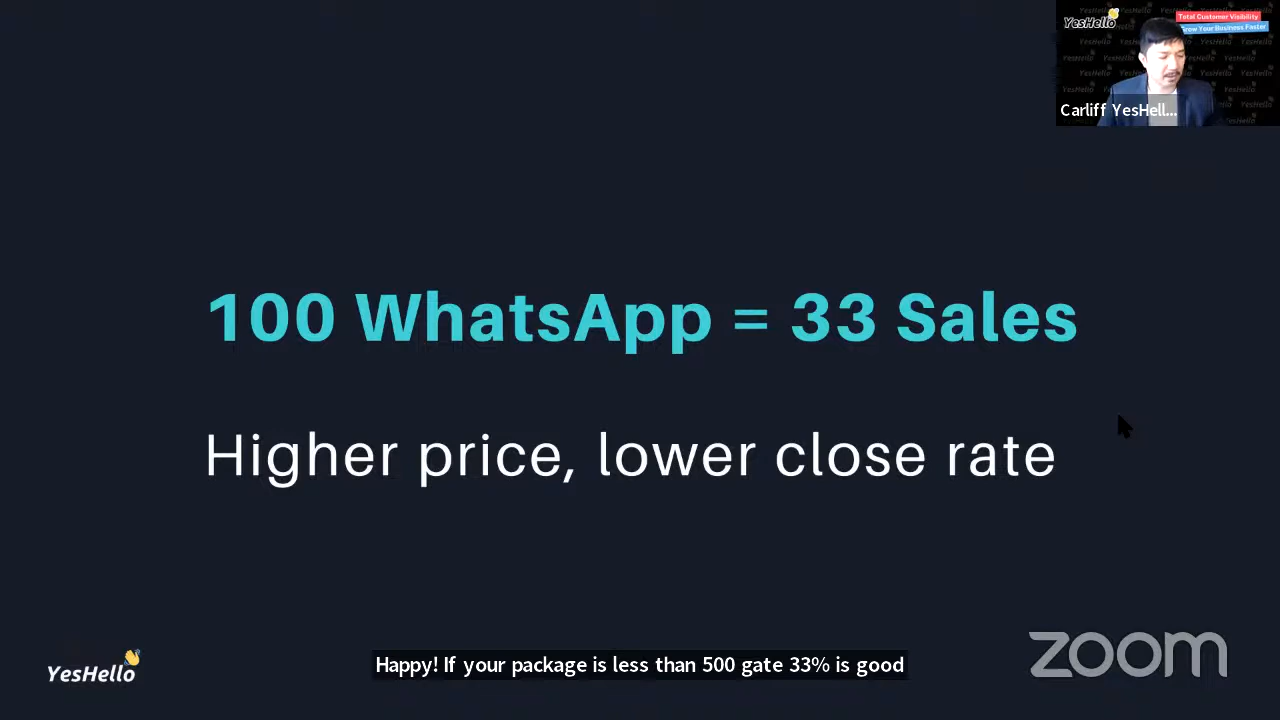 YesHello
Total Customer Visibility
Grow Your Business Faster
Carliff YesHell...
100 WhatsApp = 33 Sales
Higher price, lower close rate
YesHello
Happy! If your package is less than 500 gate 33% is good
zoom